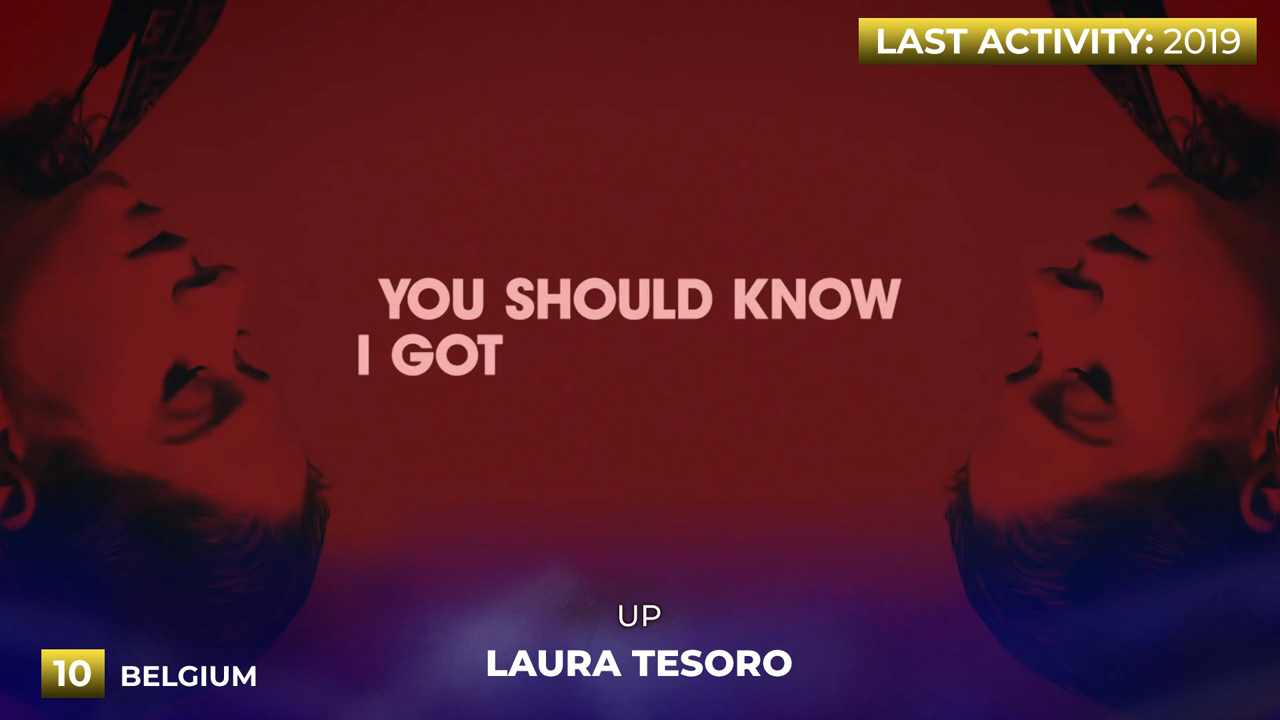 LAST ACTIVITY: 2019
YOU SHOULD KNOW
I GOT
UP
LAURA TESORO
10 BELGIUM